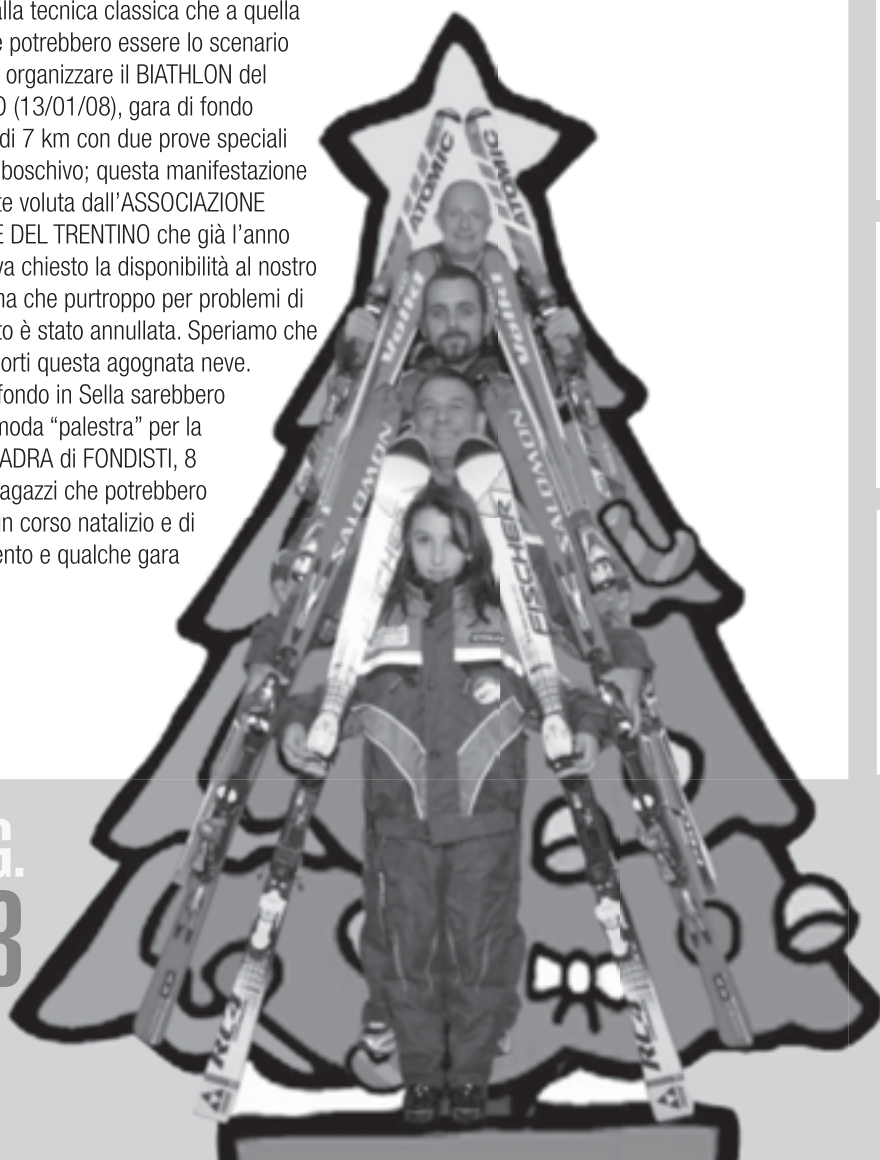 alla tecnica classica che a quella
e potrebbero essere lo scenario
organizzare il BIATHLON del
O (13/01/08), gara di fondo
di 7 km con due prove speciali
boschivo; questa manifestazione
te voluta dall’ASSOCIAZIONE
E DEL TRENTINO che già l’anno
va chiesto la disponibilità al nostro
ma che purtroppo per problemi di
to è stato annullata. Speriamo che
orti questa agognata neve.
fondo in Sella sarebbero
moda “palestra” per la
ADRA di FONDISTI, 8
agazzi che potrebbero
un corso natalizio e di
ento e qualche gara
ATOMIC
ATOMIC
Völkl
Völkl
SALOMON
SALOMON
FISCHER
FISCHER
G.
8
RC4
RC4